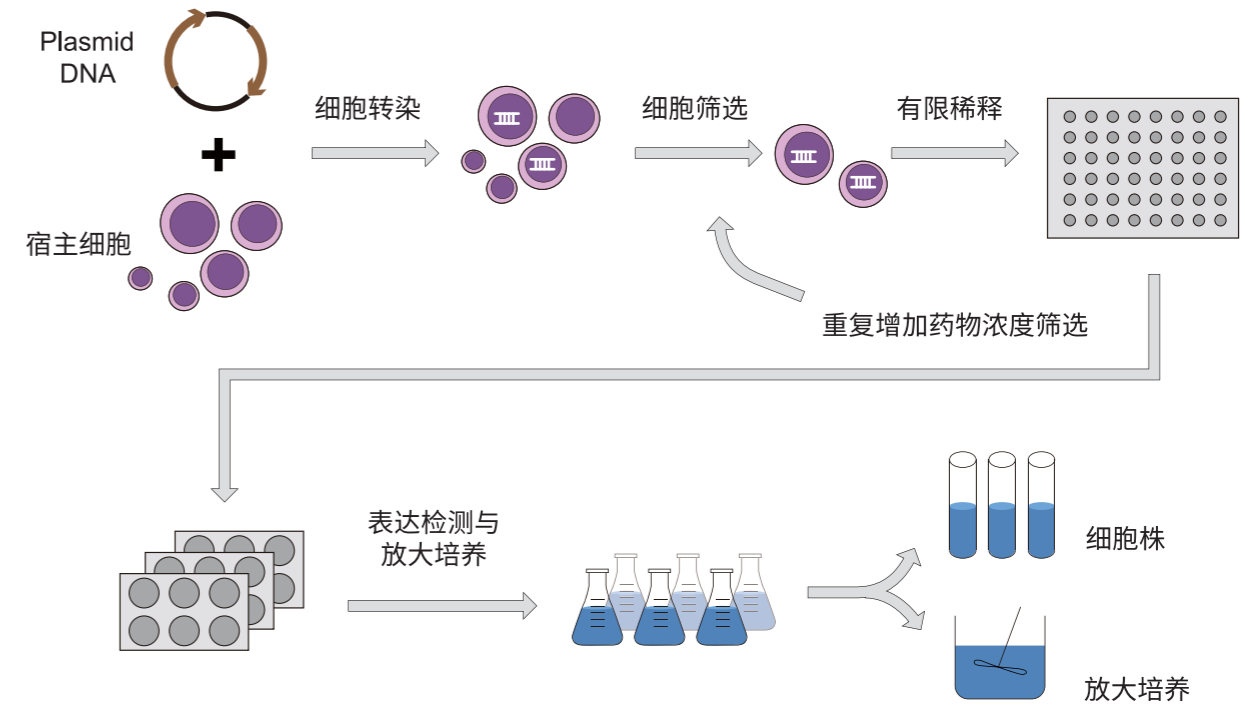 Plasmid
DNA
细胞转染
细胞筛选
有限稀释
宿主细胞
重复增加药物浓度筛选
表达检测与
放大培养
细胞株
放大培养